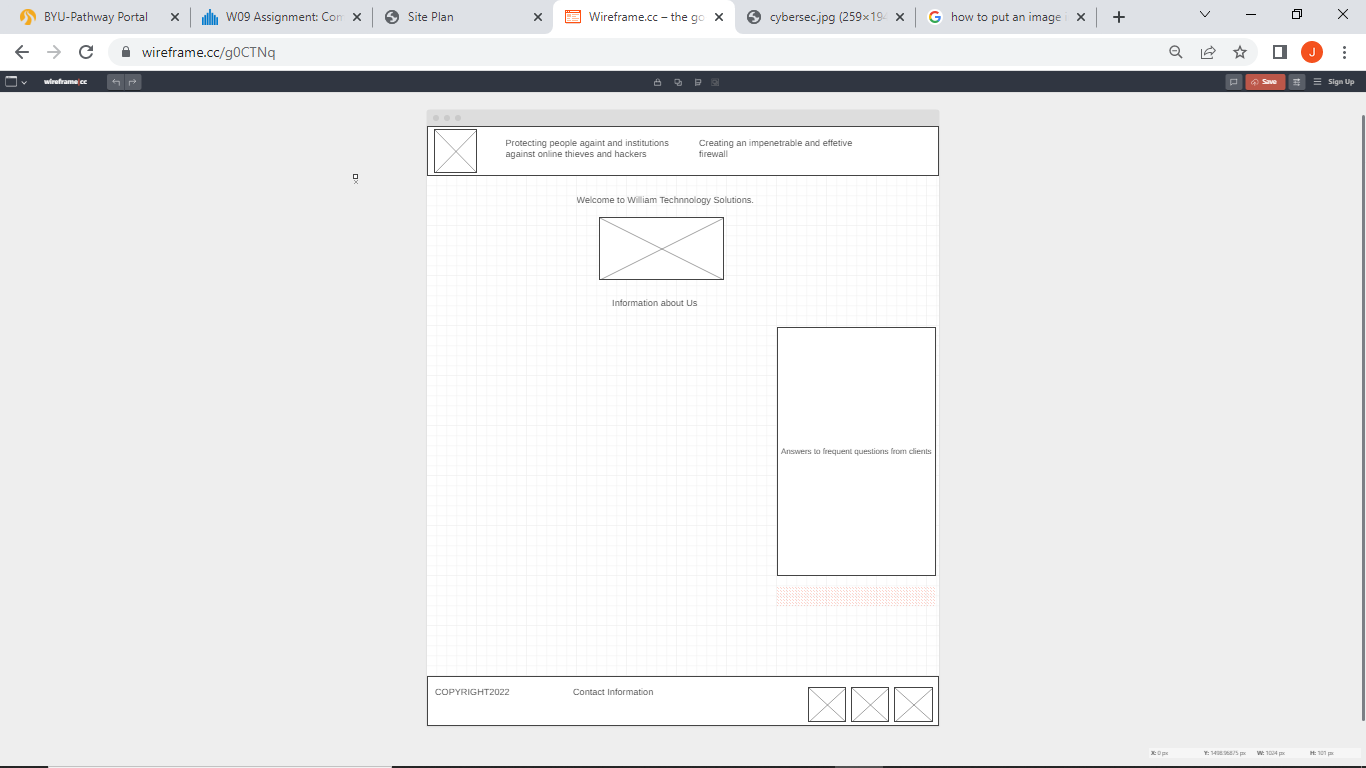 BYU-Pathway Portal
W09 Assignment: Con
Site Plan
Wireframe.cc – the go
cybersec.jpg (259×194
how to put an image i
wireframe.cc/g0CTNq
J
wireframe|cc
Save
Sign Up
Protecting people againt and institutions
against online thieves and hackers
Creating an impenetrable and effetive
firewall
Welcome to William Technnology Solutions.
Information about Us
Answers to frequent questions from clients
COPYRIGHT2022
Contact Information
X: 0 px
Y: 1498.96875 px
W: 1024 px
H: 101 px